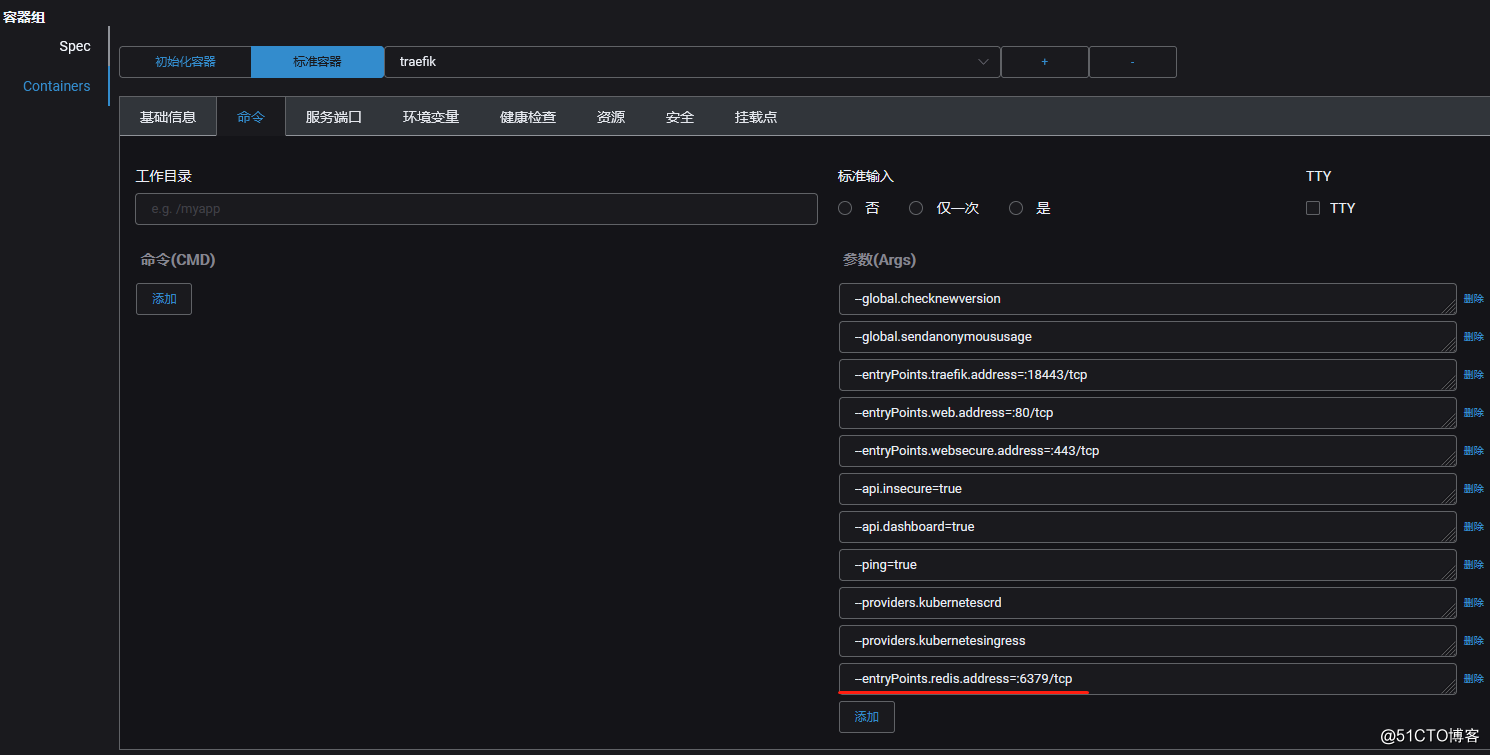 容器组
Spec
Containers
初始化容器 标准容器 traefik + -
基础信息 命令 服务端口 环境变量 健康检查 资源 安全 挂载点
工作目录 标准输入 TTY
e.g. /myapp 否 仅一次 是 TTY
命令(CMD) 参数(Args)
添加 --global.checknewversion 删除
--global.sendanonymoususage 删除
--entryPoints.traefik.address=:18443/tcp 删除
--entryPoints.web.address=:80/tcp 删除
--entryPoints.websecure.address=:443/tcp 删除
--api.insecure=true 删除
--api.dashboard=true 删除
--ping=true 删除
--providers.kubernetescrd 删除
--providers.kubernetesingress 删除
--entryPoints.redis.address=:6379/tcp 删除
添加
@51CTO博客